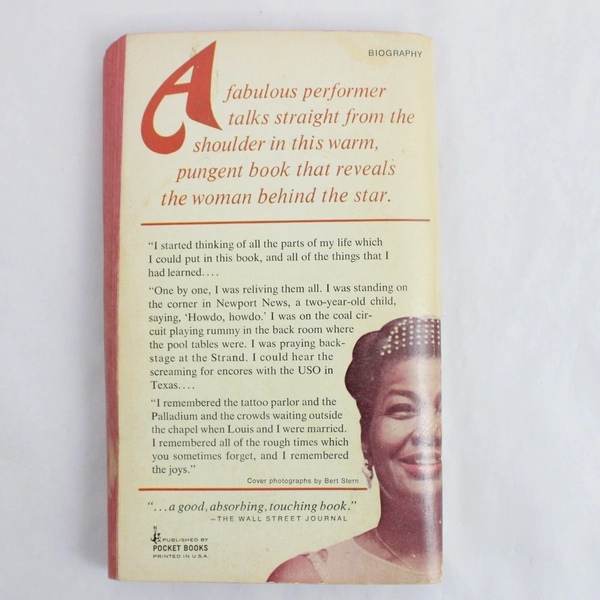 BIOGRAPHY
A fabulous performer
talks straight from the
shoulder in this warm,
pungent book that reveals
the woman behind the star.
“I started thinking of all the parts of my life which
I could put in this book, and all of the things that I
had learned....
“One by one, I was reliving them all. I was standing on
the corner in Newport News, a two-year-old child,
saying, ‘Howdo, howdo.’ I was on the coal cir-
cuit playing rummy in the back room where
the pool tables were. I was praying back-
stage at the Strand. I could hear the
screaming for encores with the USO in
Texas....
“I remembered the tattoo parlor and the
Palladium and the crowds waiting outside
the chapel when Louis and I were married.
I remembered all of the rough times which
you sometimes forget, and I remembered
the joys.”
Cover photographs by Bert Stern
“...a good, absorbing, touching book.”
—THE WALL STREET JOURNAL
PUBLISHED BY
POCKET BOOKS
PRINTED IN U.S.A.